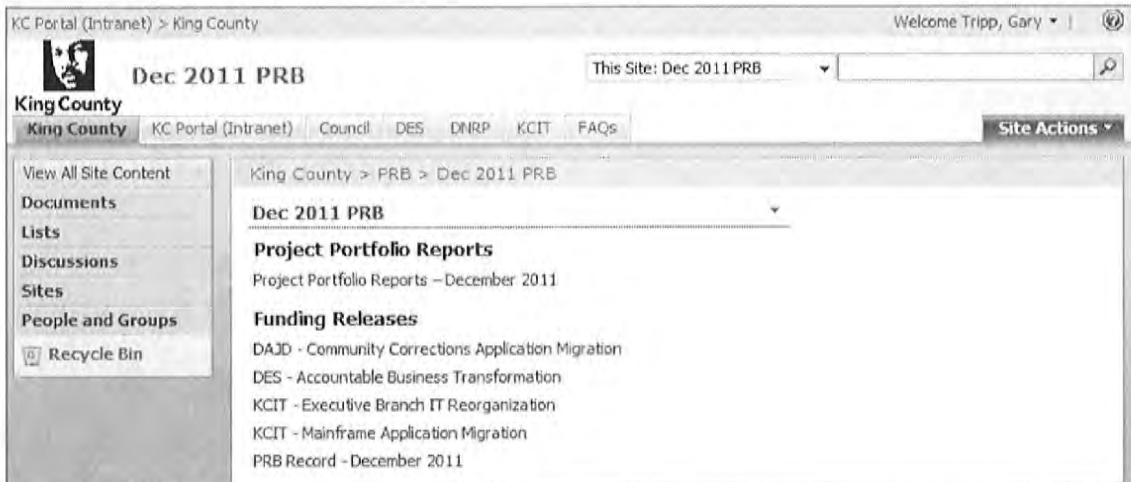 KC Portal (Intranet) > King County
Welcome Tripp, Gary
Dec 2011 PRB
This Site: Dec 2011 PRB
King County
King County KC Portal (Intranet) Council DES DNRP KCIT FAQs Site Actions
View All Site Content
Documents
Lists
Discussions
Sites
People and Groups
Recycle Bin
King County > PRB > Dec 2011 PRB
Dec 2011 PRB
Project Portfolio Reports
Project Portfolio Reports – December 2011
Funding Releases
DAJD - Community Corrections Application Migration
DES - Accountable Business Transformation
KCIT - Executive Branch IT Reorganization
KCIT - Mainframe Application Migration
PRB Record - December 2011